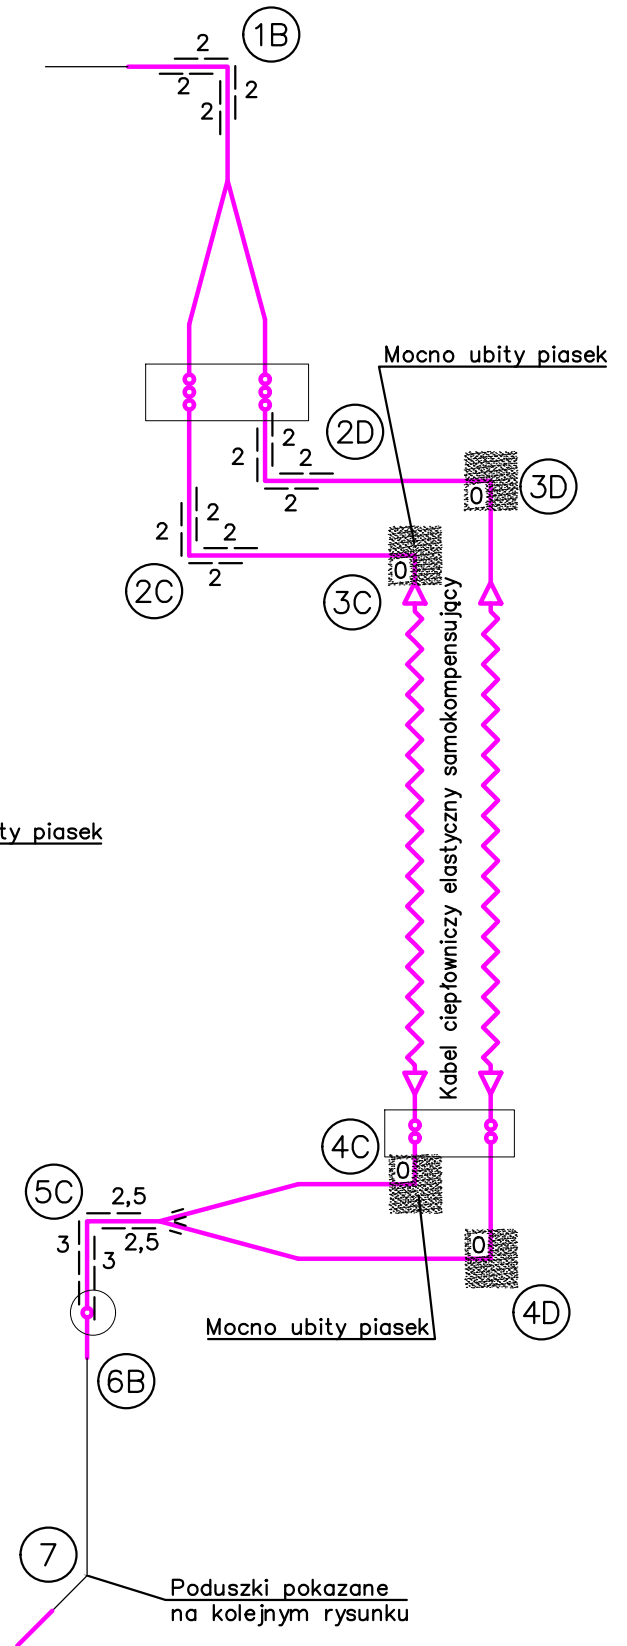 1B
2
2
2
2
Mocno ubity piasek
2D
2
2
2
2
3D
0
2
2
2
2
2C
3C
0
Kabel ciepłowniczy elastyczny samokompensujący
ty piasek
4C
0
5C
2,5
2,5
3
3
0
4D
Mocno ubity piasek
6B
7
Poduszki pokazane
na kolejnym rysunku